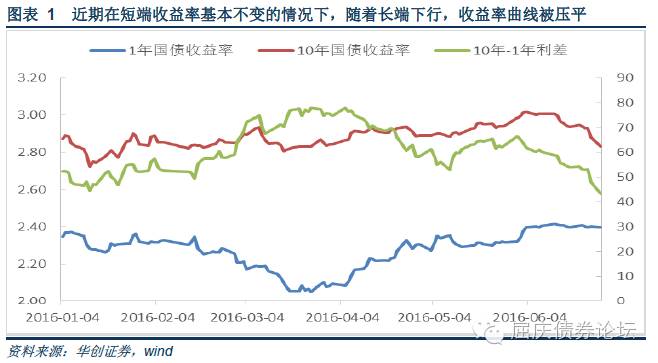 图表 1 近期在短端收益率基本不变的情况下，随着长端下行，收益率曲线被压平
1年国债收益率 10年国债收益率 10年-1年利差
3.20 90
80
3.00 70
2.80 60
50
2.60 40
2.40 30
20
2.20 10
2.00 0
2016-01-04 2016-02-04 2016-03-04 2016-04-04 2016-05-04 2016-06-04
资料来源：华创证券，wind
屈庆债券论坛